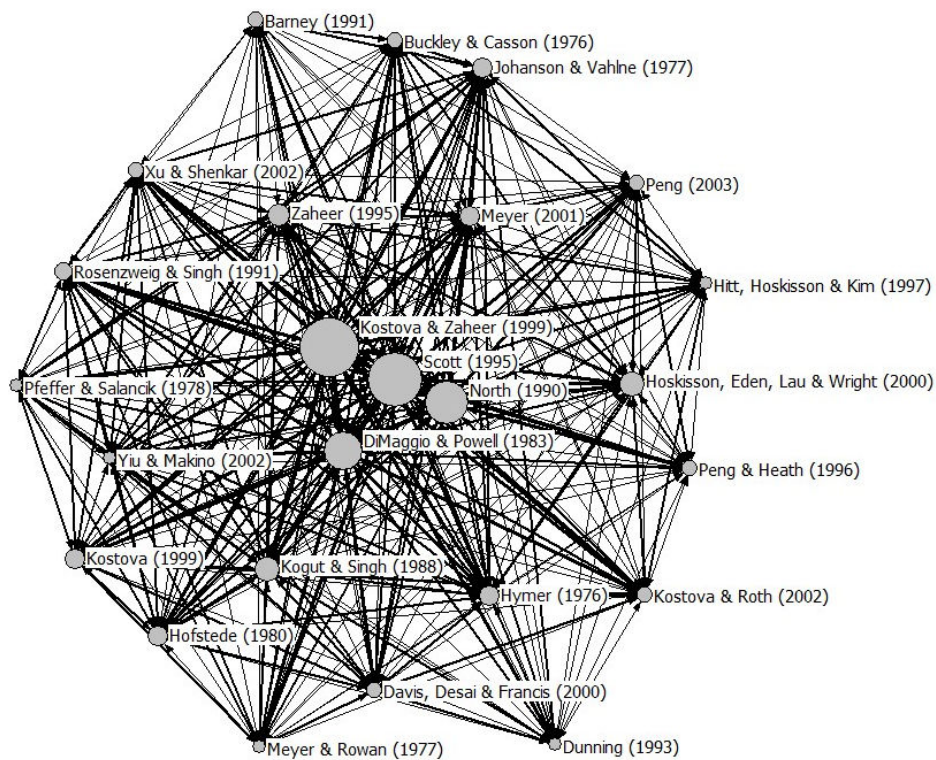 Barney (1991)
Buckley & Casson (1976)
Johanson & Vahlne (1977)
Xu & Shenkar (2002)
Peng (2003)
Zaheer (1995)
Meyer (2001)
Rosenzweig & Singh (1991)
Hitt, Hoskisson & Kim (1997)
Kostova & Zaheer (1999)
Scott (1995)
Pfeffer & Salancik (1978)
North (1990)
Hoskisson, Eden, Lau & Wright (2000)
DiMaggio & Powell (1983)
Yiu & Makino (2002)
Peng & Heath (1996)
Kostova (1999)
Kogut & Singh (1988)
Hymer (1976)
Kostova & Roth (2002)
Hofstede (1980)
Davis, Desai & Francis (2000)
Meyer & Rowan (1977)
Dunning (1993)